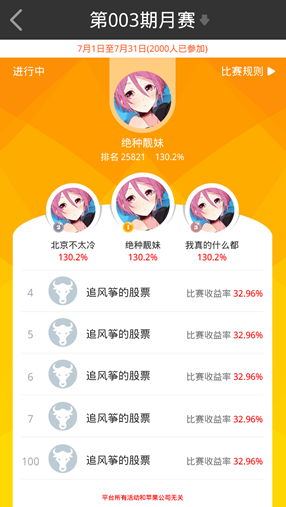 第003期月赛
7月1日至7月31日(2000人已参加)
进行中
比赛规则
绝种靓妹
排名 25821 130.2%
3
1
3
北京不太冷
绝种靓妹
我真的什么都
130.2%
130.2%
130.2%
4 追风筝的股票 比赛收益率 32.96%
5 追风筝的股票 比赛收益率 32.96%
6 追风筝的股票 比赛收益率 32.96%
7 追风筝的股票 比赛收益率 32.96%
100 追风筝的股票 比赛收益率 32.96%
平台所有活动和苹果公司无关